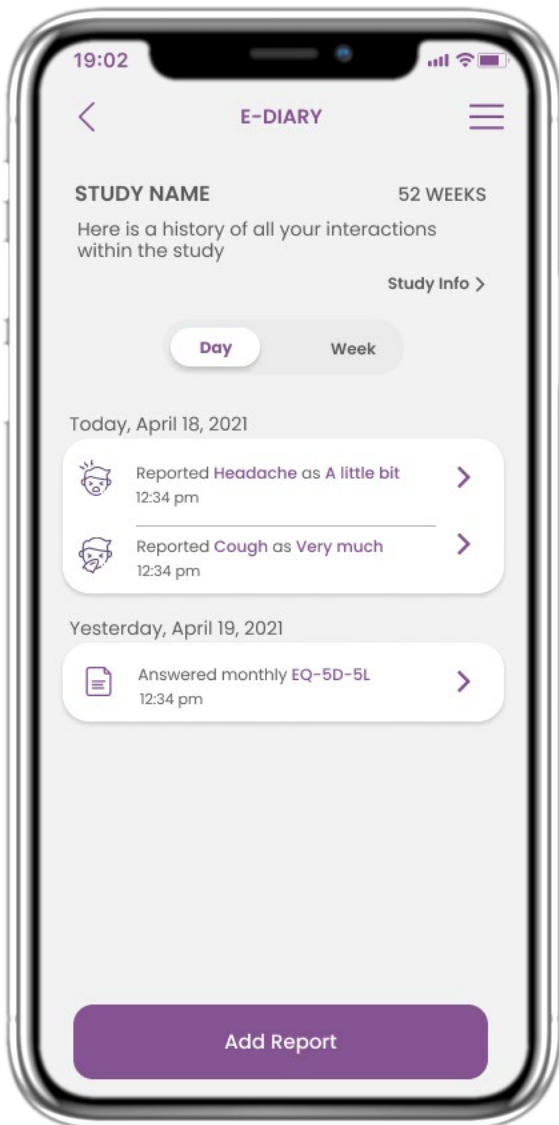 19:02
E-DIARY
STUDY NAME
52 WEEKS
Here is a history of all your interactions
within the study
Study Info >
Day
Week
Today, April 18, 2021
Reported Headache as A little bit
12:34 pm
Reported Cough as Very much
12:34 pm
Yesterday, April 19, 2021
Answered monthly EQ-5D-5L
12:34 pm
Add Report